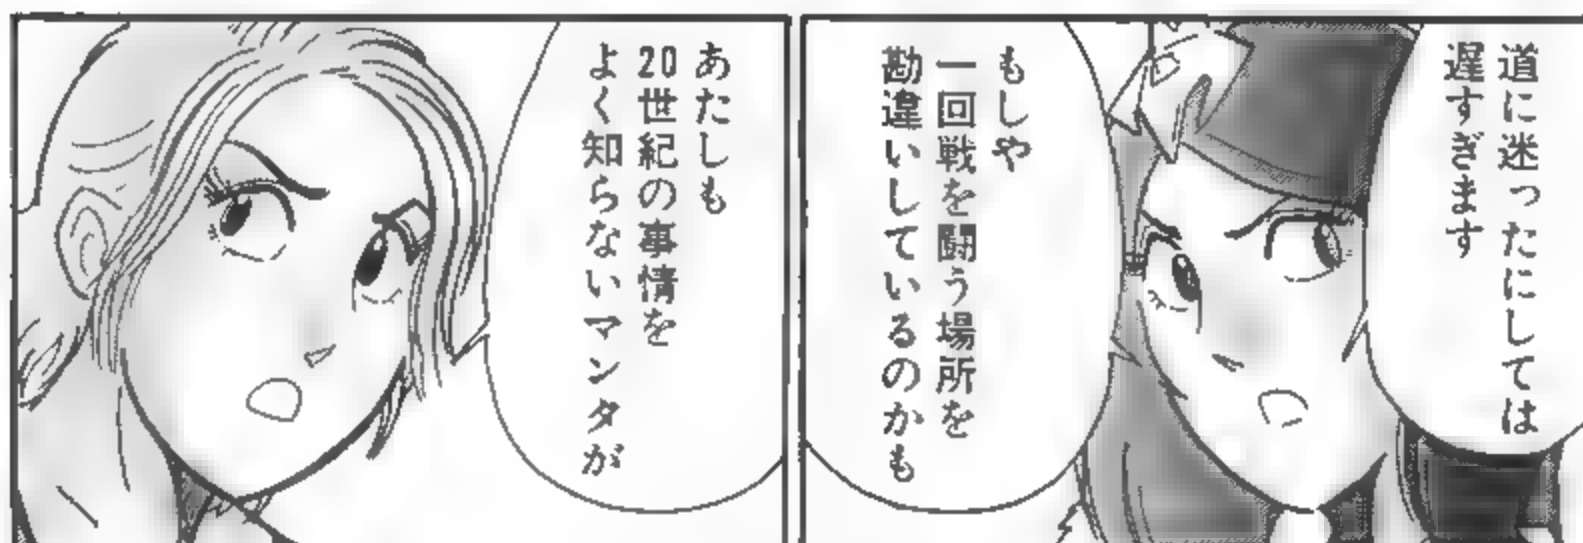 道に迷ったにしては
遅すぎます
もしや
一回戦を闘う場所を
勘違いしているのかも
あたしも
20世紀の事情を
よく知らないマンタが